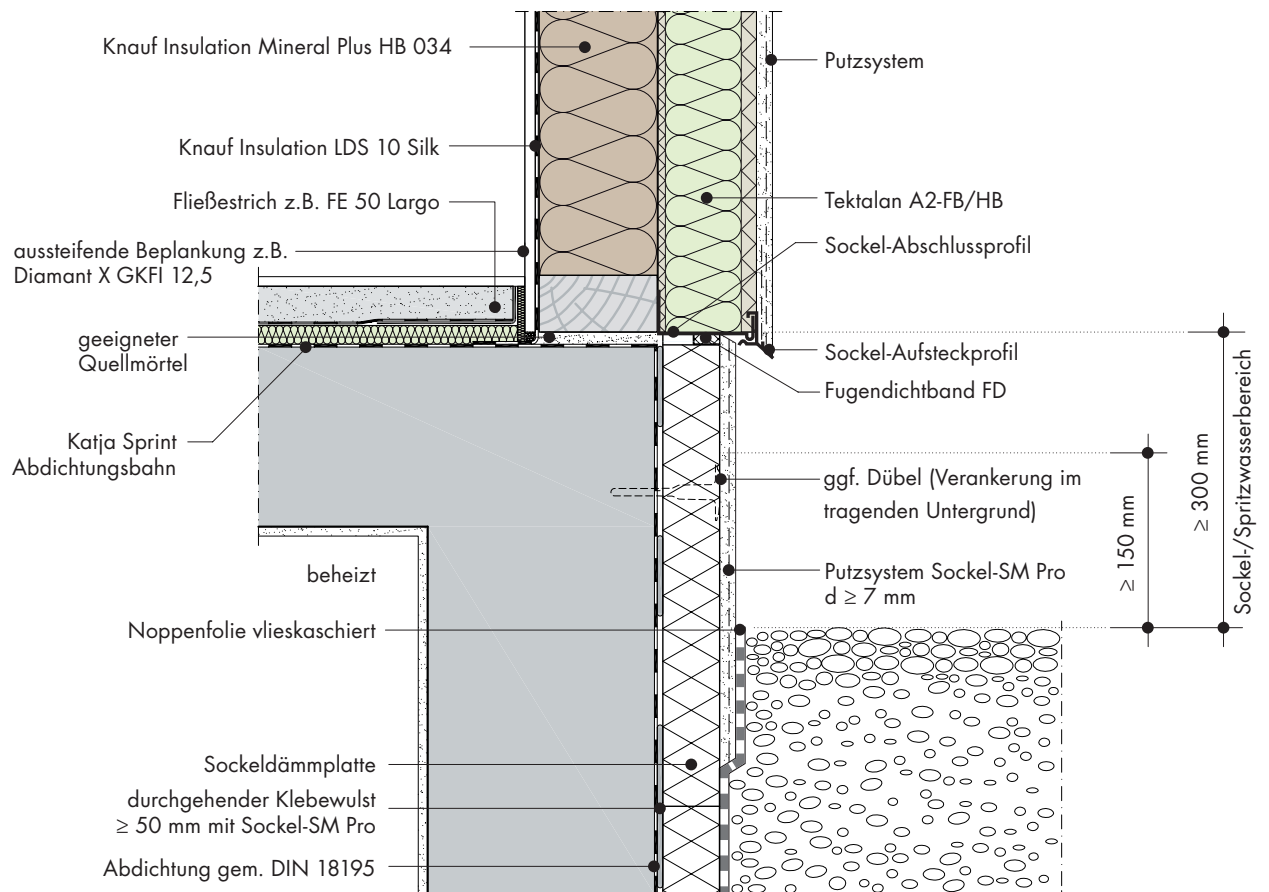 Knauf Insulation Mineral Plus HB 034
Knauf Insulation LDS 10 Silk
Fließestrich z.B. FE 50 Largo
aussteifende Beplankung z.B.
Diamant X GKFI 12,5
geeigneter
Quellmörtel
Katja Sprint
Abdichtungsbahn
beheizt
Noppenfolie vlieskaschiert
Sockeldämmplatte
durchgehender Klebewulst
≥ 50 mm mit Sockel-SM Pro
Abdichtung gem. DIN 18195
Putzsystem
Tektalan A2-FB/HB
Sockel-Abschlussprofil
Sockel-Aufsteckprofil
Fugendichtband FD
ggf. Dübel (Verankerung im
tragenden Untergrund)
Putzsystem Sockel-SM Pro
d ≥ 7 mm
≥ 150 mm
≥ 300 mm
Sockel-/Spritzwasserbereich